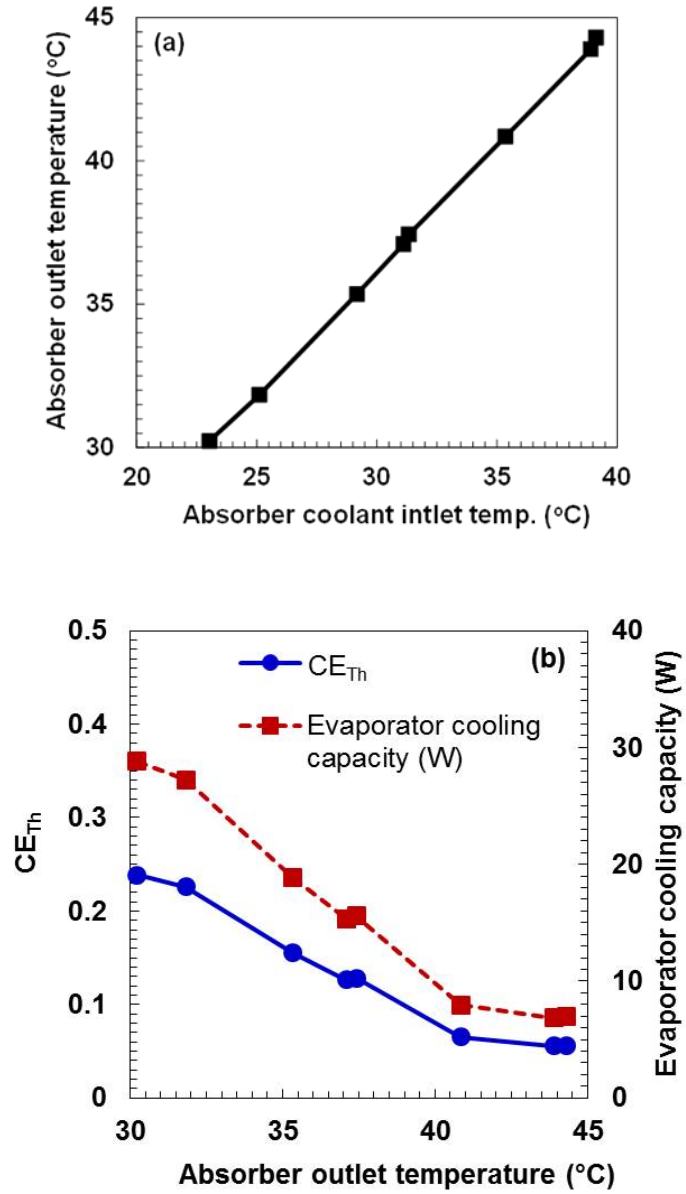 (a)
Absorber outlet temperature (°C)
45
40
35
30
20
25
30
35
40
Absorber coolant intlet temp. (°C)
(b)
CE_Th
Evaporator cooling
capacity (W)
CE_Th
0.5
0.4
0.3
0.2
0.1
0
Evaporator cooling capacity (W)
40
30
20
10
0
30
35
40
45
Absorber outlet temperature (°C)